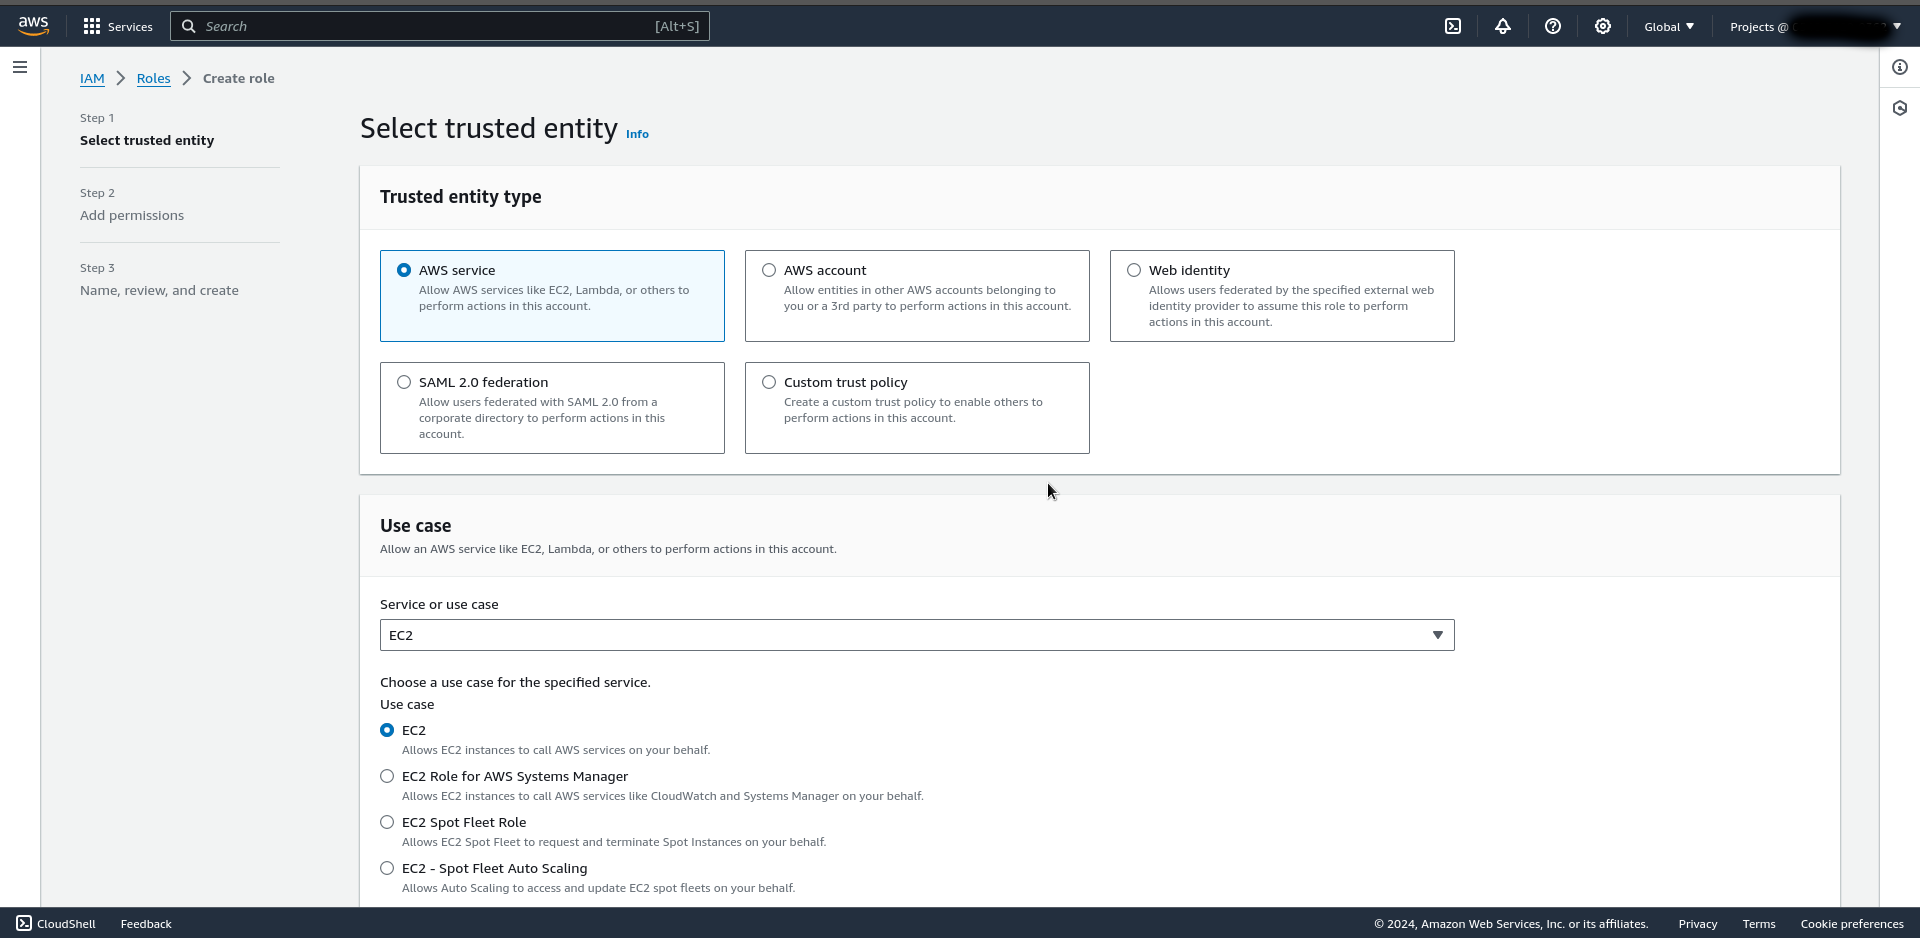 aws
Services
Search
[Alt+S]
Global
Projects @
IAM
Roles
Create role
Step 1
Select trusted entity
Step 2
Add permissions
Step 3
Name, review, and create
Select trusted entity Info
Trusted entity type
AWS service
Allow AWS services like EC2, Lambda, or others to
perform actions in this account.
AWS account
Allow entities in other AWS accounts belonging to
you or a 3rd party to perform actions in this account.
Web identity
Allows users federated by the specified external web
identity provider to assume this role to perform
actions in this account.
SAML 2.0 federation
Allow users federated with SAML 2.0 from a
corporate directory to perform actions in this
account.
Custom trust policy
Create a custom trust policy to enable others to
perform actions in this account.
Use case
Allow an AWS service like EC2, Lambda, or others to perform actions in this account.
Service or use case
EC2
Choose a use case for the specified service.
Use case
EC2
Allows EC2 instances to call AWS services on your behalf.
EC2 Role for AWS Systems Manager
Allows EC2 instances to call AWS services like CloudWatch and Systems Manager on your behalf.
EC2 Spot Fleet Role
Allows EC2 Spot Fleet to request and terminate Spot Instances on your behalf.
EC2 - Spot Fleet Auto Scaling
Allows Auto Scaling to access and update EC2 spot fleets on your behalf.
CloudShell
Feedback
© 2024, Amazon Web Services, Inc. or its affiliates.
Privacy
Terms
Cookie preferences